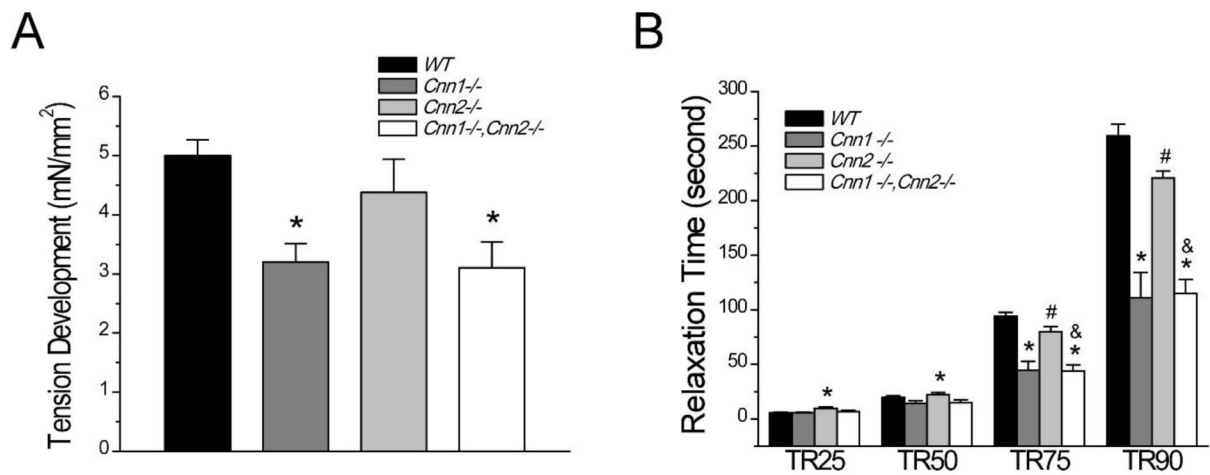 A
WT
Cnn1-/-
Cnn2-/-
Cnn1-/-,Cnn2-/-
Tension Development (mN/mm²)
6
5
4
3
2
1
0
*
*
B
WT
Cnn1 -/-
Cnn2 -/-
Cnn1 -/-,Cnn2-/-
Relaxation Time (second)
300
250
200
150
100
50
0
*
*
*
#
&
*
*
#
&
*
TR25 TR50 TR75 TR90